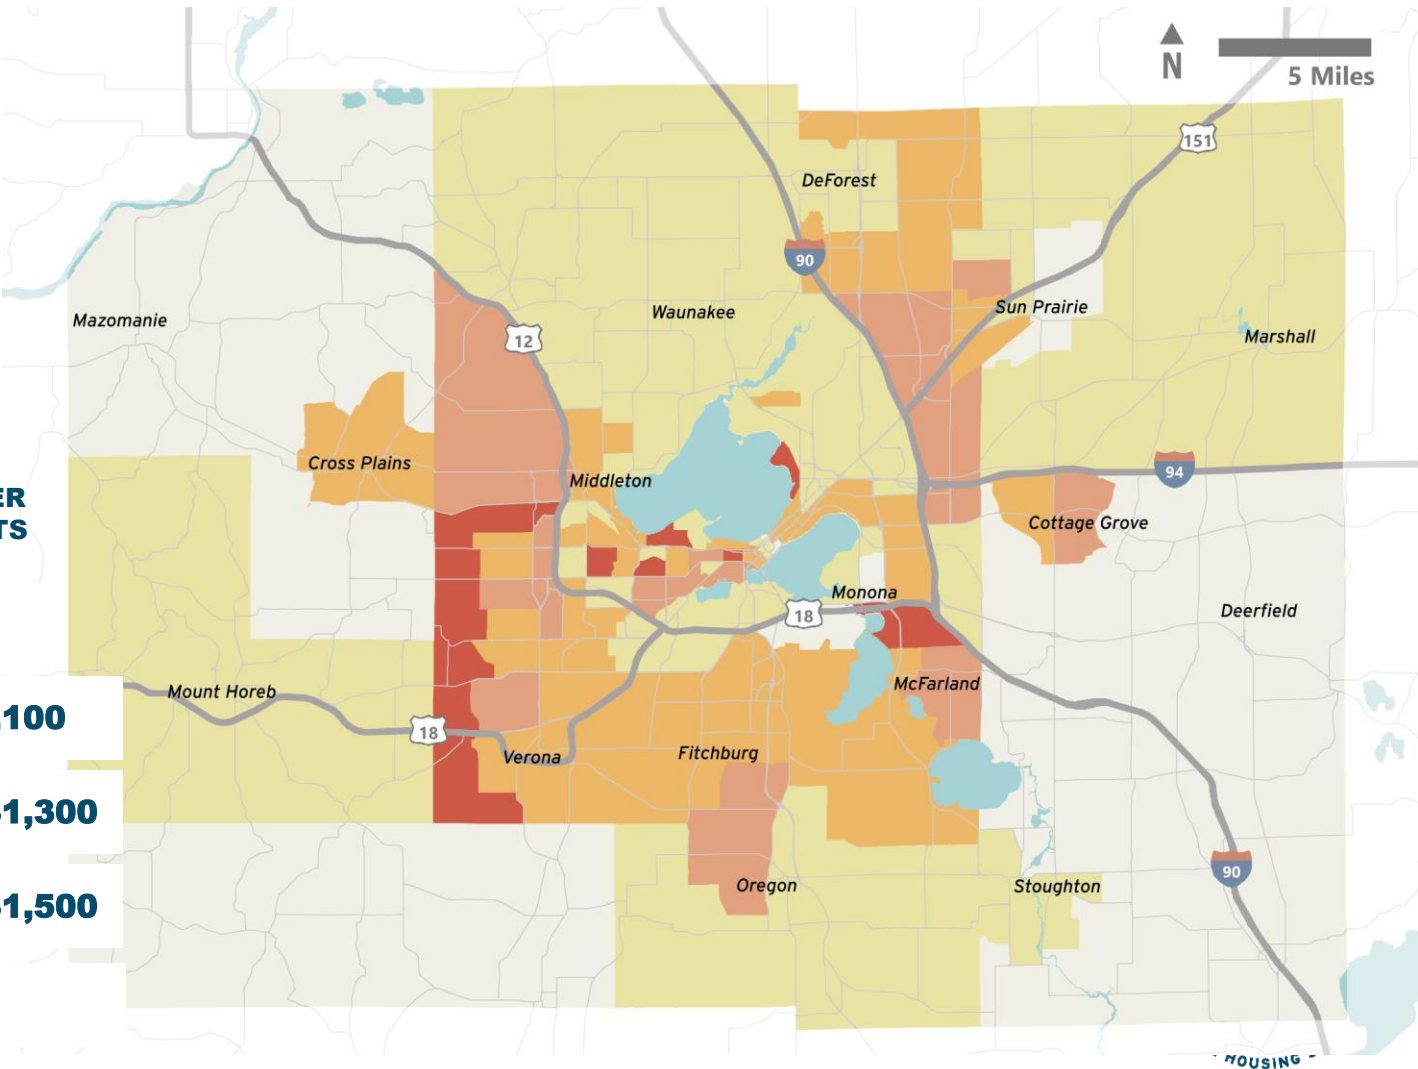 N
5 Miles
151
DeForest
90
Mazomanie
Waunakee
Sun Prairie
12
Marshall
Cross Plains
Middleton
94
ER
TS
Cottage Grove
Monona
18
Deerfield
Mount Horeb
McFarland
,100
18
Verona
Fitchburg
$1,300
90
Oregon
Stoughton
$1,500
HOUSING